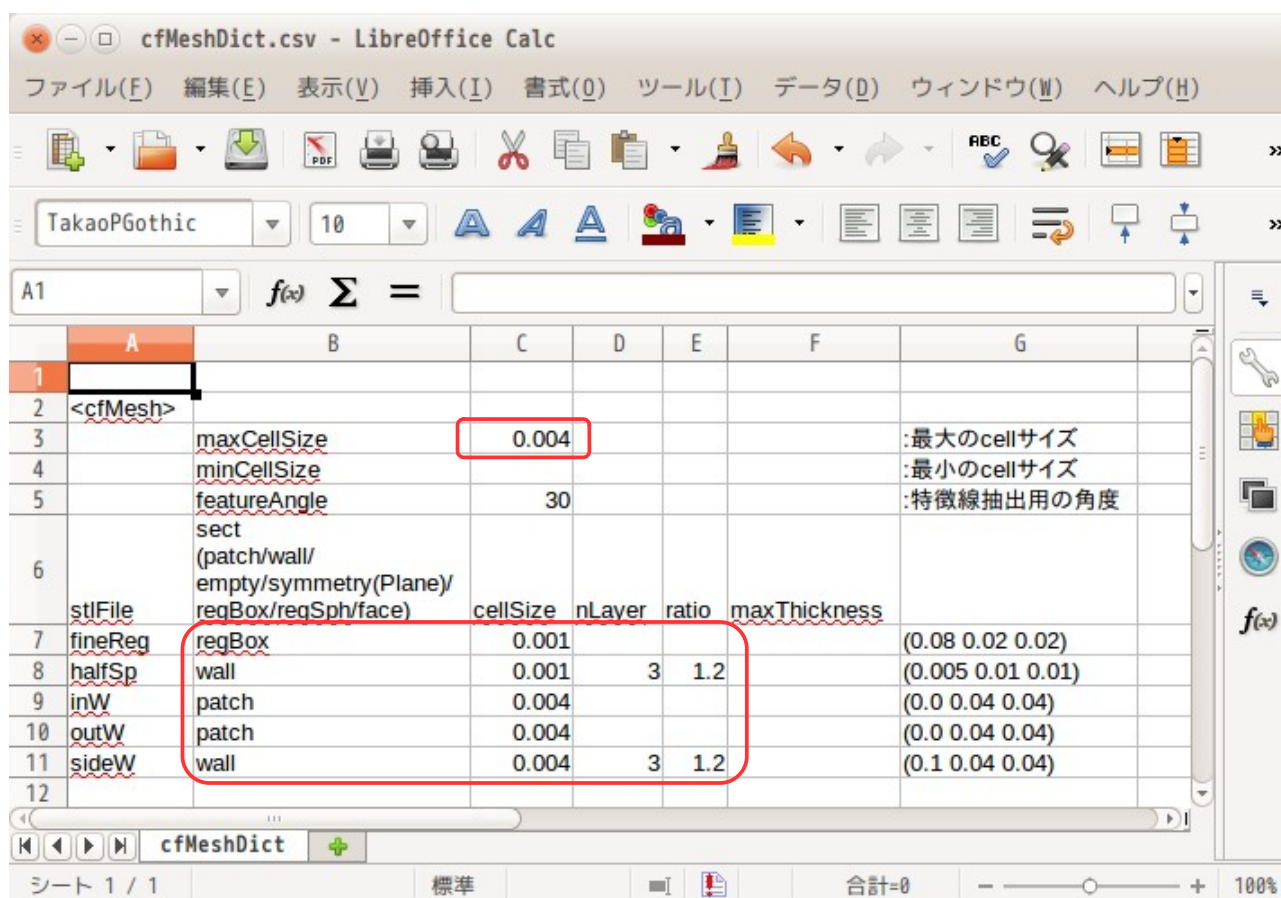 cfMeshDict.csv - LibreOffice Calc
ファイル(F) 編集(E) 表示(V) 挿入(I) 書式(O) ツール(T) データ(D) ウィンドウ(W) ヘルプ(H)
PDF ABC
TakaoPGothic 10
A1 f(x) Σ =
A B C D E F G
1
2 <cfMesh>
3 maxCellSize 0.004 :最大のcellサイズ
4 minCellSize :最小のcellサイズ
5 featureAngle 30 :特徴線抽出用の角度
sect
(patch/wall/
6 empty/symmetry(Plane)/
stlFile regBox/regSph/face) cellSize nLayer ratio maxThickness
7 fineReg regBox 0.001 (0.08 0.02 0.02)
8 halfSp wall 0.001 3 1.2 (0.005 0.01 0.01)
9 inW patch 0.004 (0.0 0.04 0.04)
10 outW patch 0.004 (0.0 0.04 0.04)
11 sideW wall 0.004 3 1.2 (0.1 0.04 0.04)
12
cfMeshDict
シート 1 / 1 標準 合計=0 100%